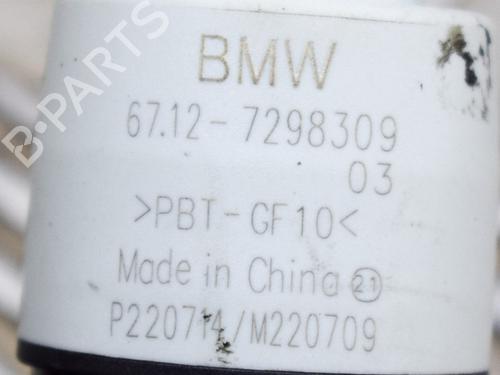 BMW
67.12-7298309
03
>PBT-GF10<
Made in China 21
P220714/M220709
B-PARTS